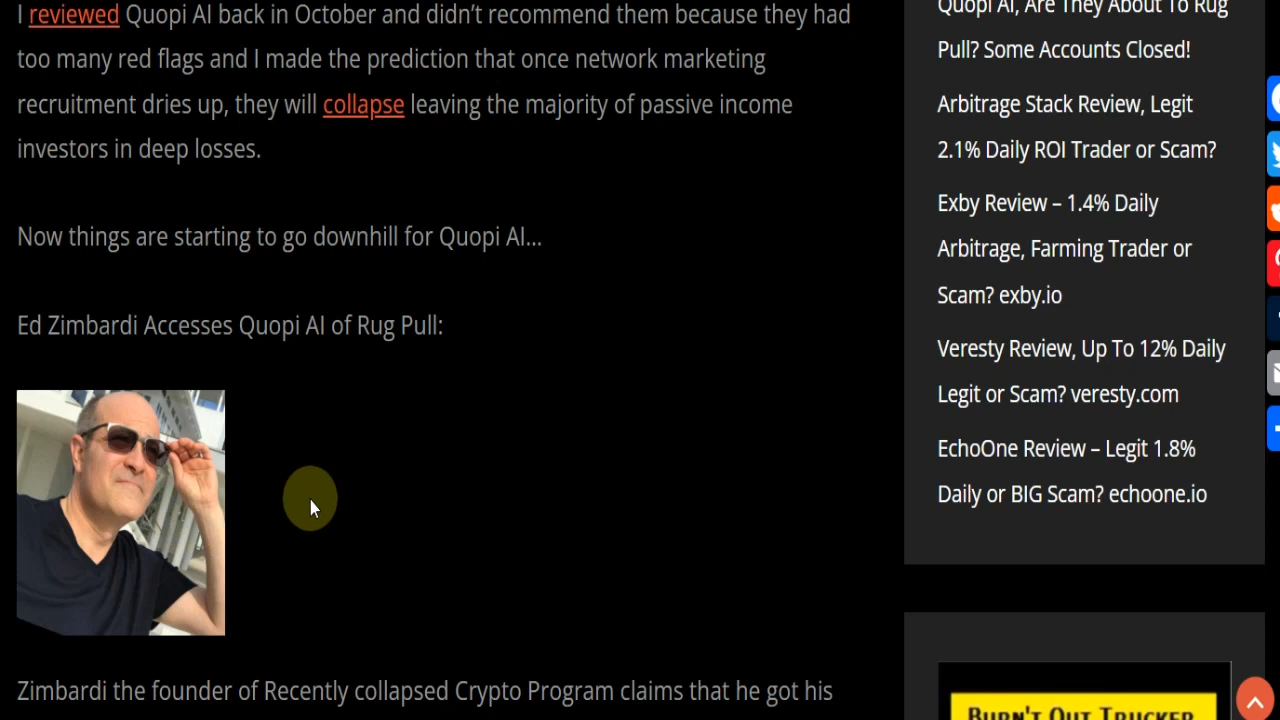 I reviewed Quopi AI back in October and didn't recommend them because they had
too many red flags and I made the prediction that once network marketing
recruitment dries up, they will collapse leaving the majority of passive income
investors in deep losses.
Now things are starting to go downhill for Quopi AI...
Ed Zimbardi Accesses Quopi AI of Rug Pull:
Zimbardi the founder of Recently collapsed Crypto Program claims that he got his
Quopi AI, Are They About To Rug
Pull? Some Accounts Closed!
Arbitrage Stack Review, Legit
2.1% Daily ROI Trader or Scam?
Exby Review – 1.4% Daily
Arbitrage, Farming Trader or
Scam? exby.io
Veresty Review, Up To 12% Daily
Legit or Scam? veresty.com
EchoOne Review – Legit 1.8%
Daily or BIG Scam? echoone.io
Burn't Out Trucker